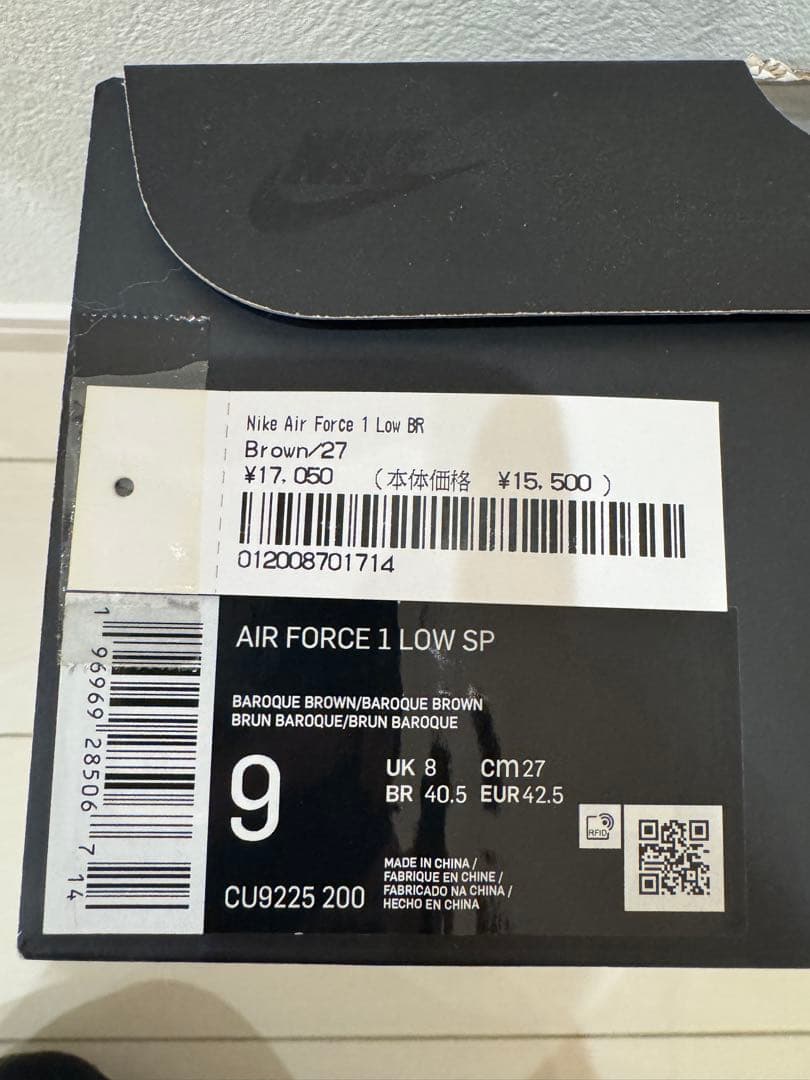 NIKE
Nike Air Force 1 Low BR
Brown/27
¥17,050 (本体価格 ¥15,500)
012008701714
1 96969 28506 7 14
AIR FORCE 1 LOW SP
BAROQUE BROWN/BAROQUE BROWN
BRUN BAROQUE/BRUN BAROQUE
9
UK 8 cm 27
BR 40.5 EUR 42.5
RFID
CU9225 200
MADE IN CHINA /
FABRIQUE EN CHINE /
FABRICADO NA CHINA /
HECHO EN CHINA